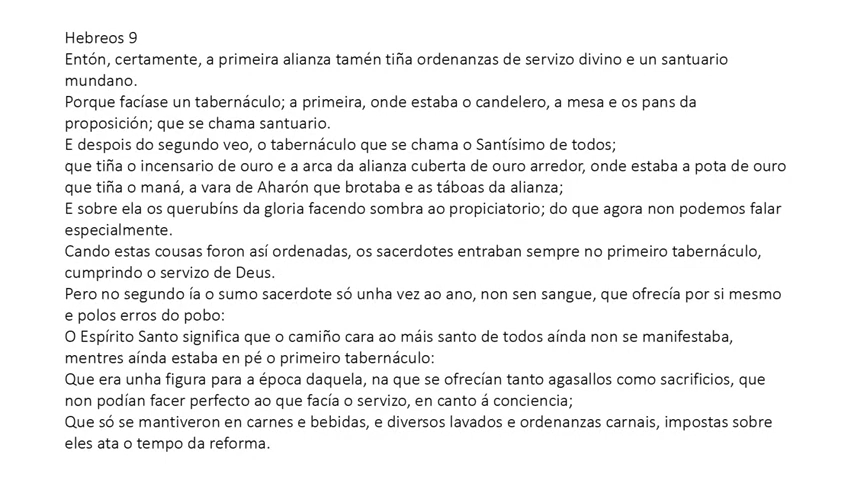 Hebreos 9
Entón, certamente, a primeira alianza tamén tiña ordenanzas de servizo divino e un santuario
mundano.
Porque facíase un tabernáculo; a primeira, onde estaba o candelero, a mesa e os pans da
proposición; que se chama santuario.
E despois do segundo veo, o tabernáculo que se chama o Santísimo de todos;
que tiña o incensario de ouro e a arca da alianza cuberta de ouro arredor, onde estaba a pota de ouro
que tiña o maná, a vara de Aharón que brotaba e as táboas da alianza;
E sobre ela os querubíns da gloria facendo sombra ao propiciatorio; do que agora non podemos falar
especialmente.
Cando estas cousas foron así ordenadas, os sacerdotes entraban sempre no primeiro tabernáculo,
cumprindo o servizo de Deus.
Pero no segundo ía o sumo sacerdote só unha vez ao ano, non sen sangue, que ofrecía por si mesmo
e polos erros do pobo:
O Espírito Santo significa que o camiño cara ao máis santo de todos aínda non se manifestaba,
mentres aínda estaba en pé o primeiro tabernáculo:
Que era unha figura para a época daquela, na que se ofrecían tanto agasallos como sacrificios, que
non podían facer perfecto ao que facía o servizo, en canto á conciencia;
Que só se mantiveron en carnes e bebidas, e diversos lavados e ordenanzas carnais, impostas sobre
eles ata o tempo da reforma.